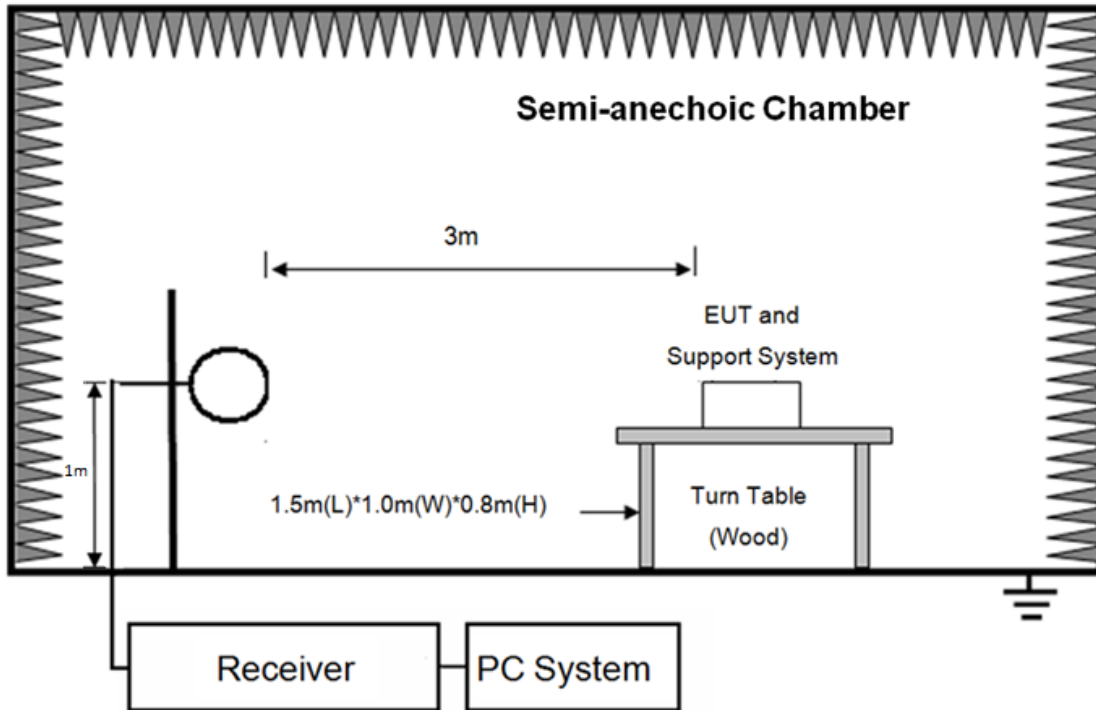 Semi-anechoic Chamber
3m
EUT and
Support System
1m
1.5m(L)*1.0m(W)*0.8m(H)
Turn Table
(Wood)
Receiver
PC System